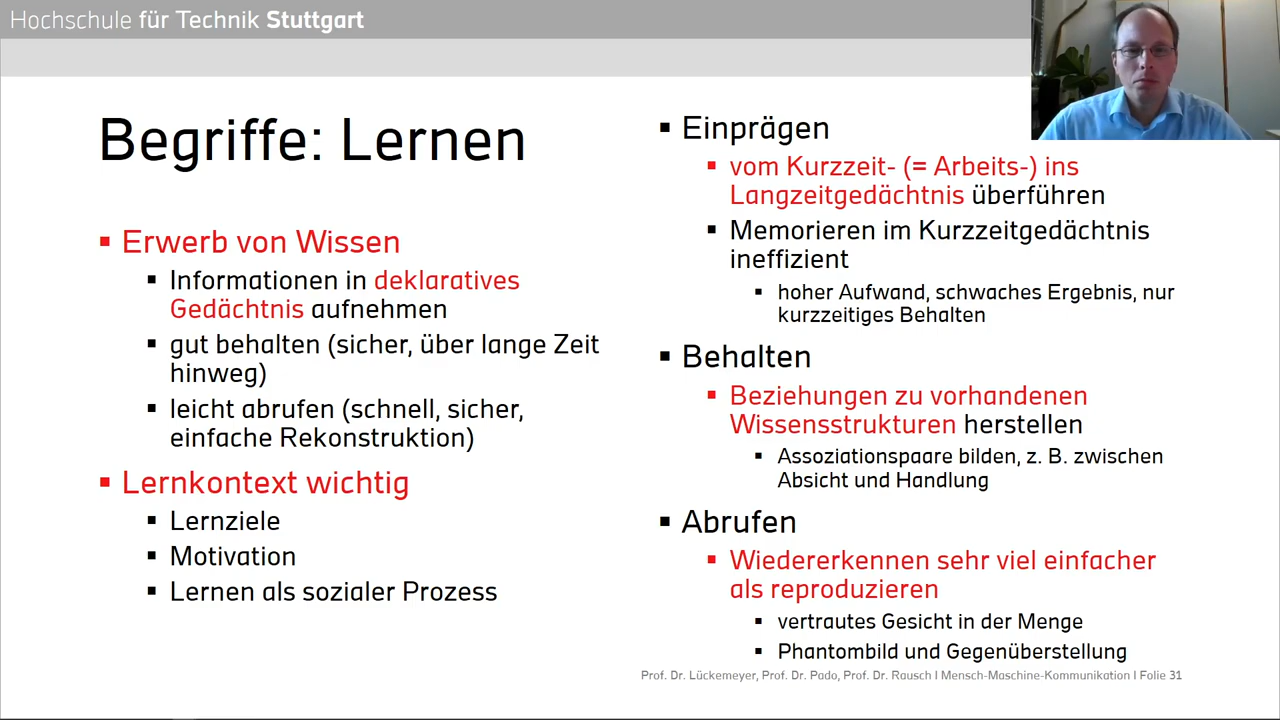 Hochschule für Technik Stuttgart
Begriffe: Lernen
Erwerb von Wissen
Informationen in deklaratives
Gedächtnis aufnehmen
gut behalten (sicher, über lange Zeit
hinweg)
leicht abrufen (schnell, sicher,
einfache Rekonstruktion)
Lernkontext wichtig
Lernziele
Motivation
Lernen als sozialer Prozess
Einprägen
vom Kurzzeit- (= Arbeits-) ins
Langzeitgedächtnis überführen
Memorieren im Kurzzeitgedächtnis
ineffizient
hoher Aufwand, schwaches Ergebnis, nur
kurzzeitiges Behalten
Behalten
Beziehungen zu vorhandenen
Wissensstrukturen herstellen
Assoziationspaare bilden, z. B. zwischen
Absicht und Handlung
Abrufen
Wiedererkennen sehr viel einfacher
als reproduzieren
vertrautes Gesicht in der Menge
Phantombild und Gegenüberstellung
Prof. Dr. Lückemeyer, Prof. Dr. Pado, Prof. Dr. Rausch I Mensch-Maschine-Kommunikation I Folie 31